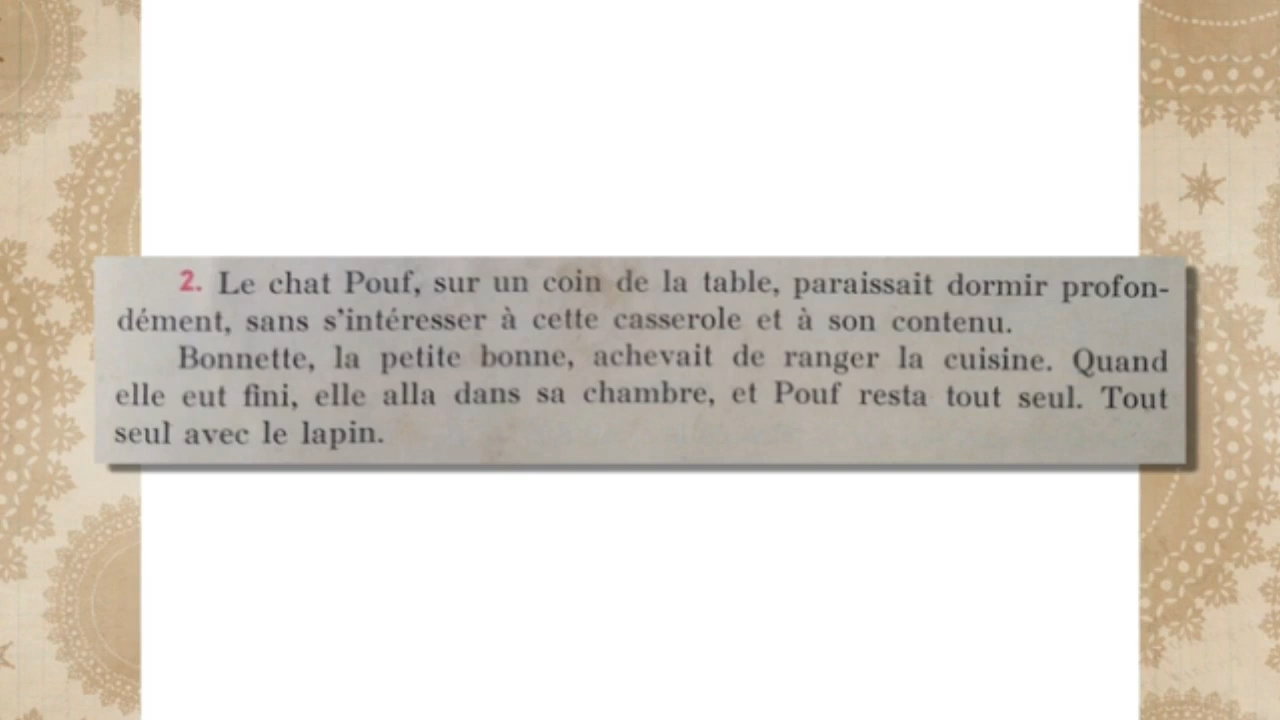 2. Le chat Pouf, sur un coin de la table, paraissait dormir profon-
dément, sans s'intéresser à cette casserole et à son contenu.
Bonnette, la petite bonne, achevait de ranger la cuisine. Quand
elle eut fini, elle alla dans sa chambre, et Pouf resta tout seul. Tout
seul avec le lapin.